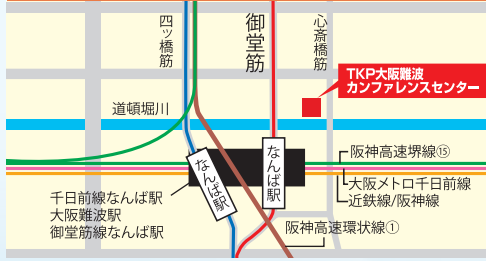 四ツ橋筋
御堂筋
心斎橋筋
TKP大阪難波
カンファレンスセンター
道頓堀川
なんば駅
なんば駅
阪神高速堺線⑮
大阪メトロ千日前線
近鉄線/阪神線
千日前線なんば駅
大阪難波駅
御堂筋線なんば駅
阪神高速環状線①